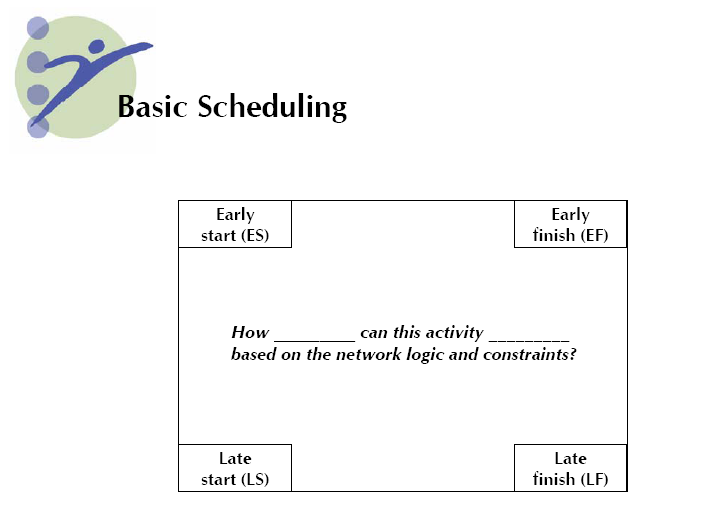 Basic Scheduling
Early
start (ES)
Early
finish (EF)
How _________ can this activity _________
based on the network logic and constraints?
Late
start (LS)
Late
finish (LF)